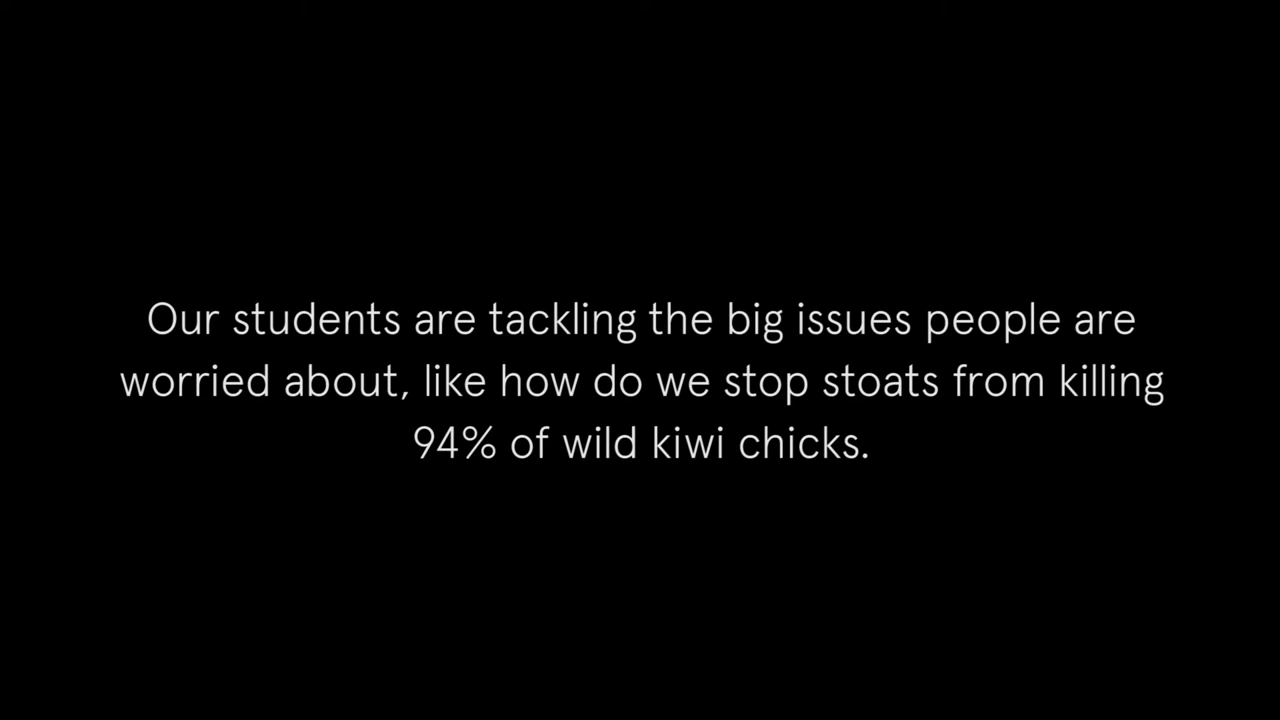 Our students are tackling the big issues people are
worried about, like how do we stop stoats from killing
94% of wild kiwi chicks.